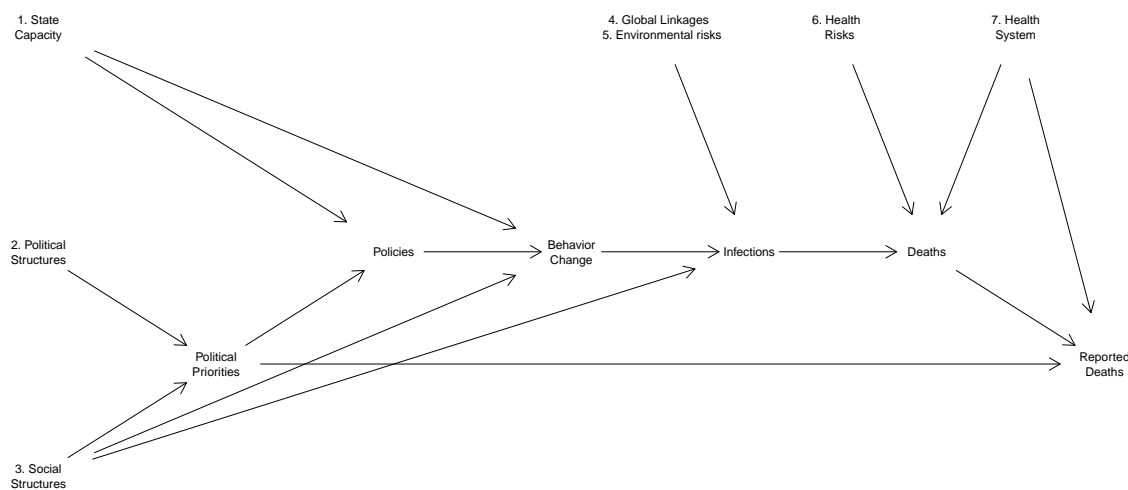 1. State
Capacity
4. Global Linkages
5. Environmental risks
6. Health
Risks
7. Health
System
2. Political
Structures
Policies
Behavior
Change
Infections
Deaths
Political
Priorities
Reported
Deaths
3. Social
Structures